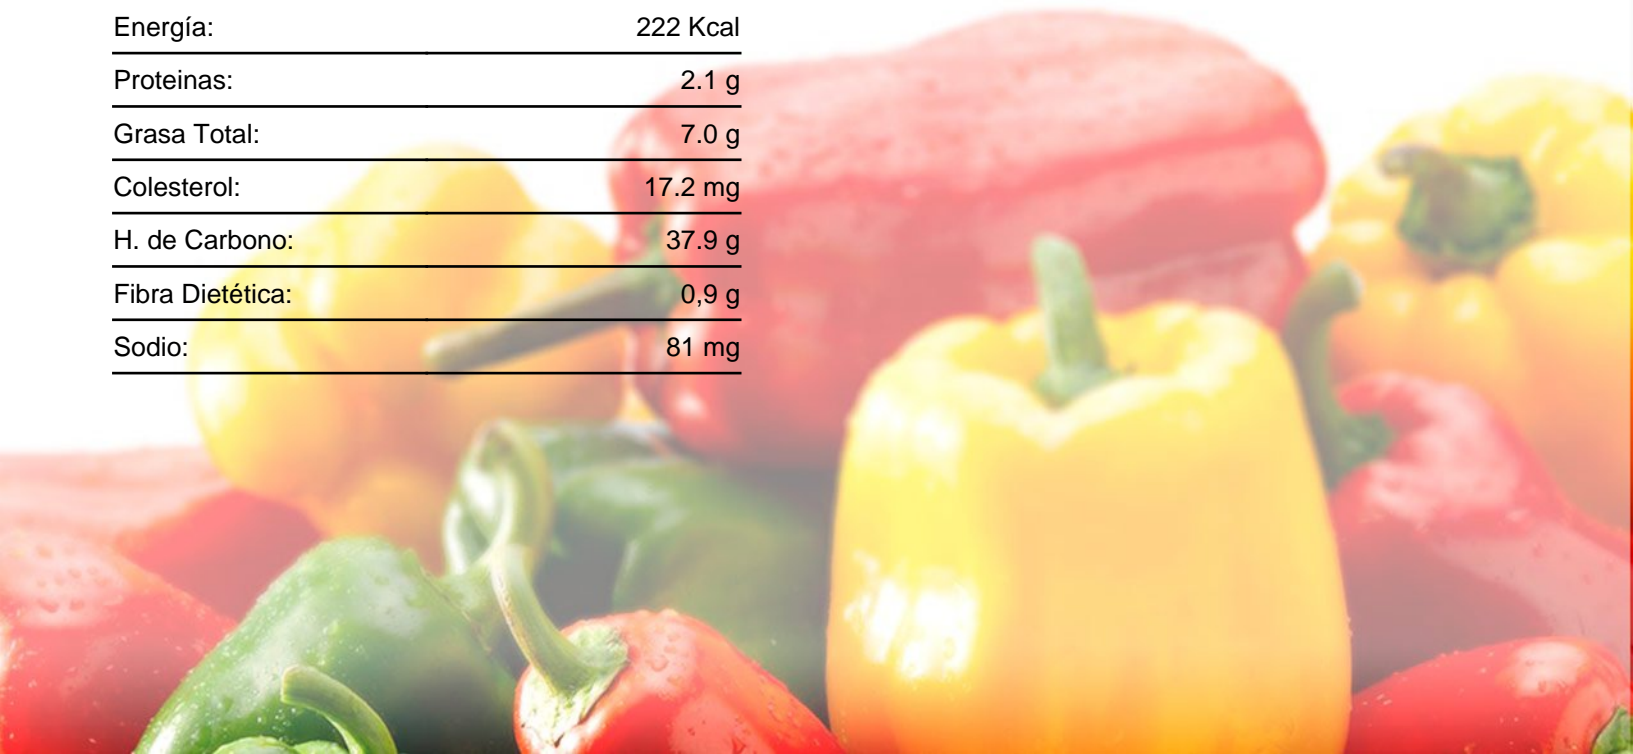 Energía: 222 Kcal
Proteinas: 2.1 g
Grasa Total: 7.0 g
Colesterol: 17.2 mg
H. de Carbono: 37.9 g
Fibra Dietética: 0,9 g
Sodio: 81 mg